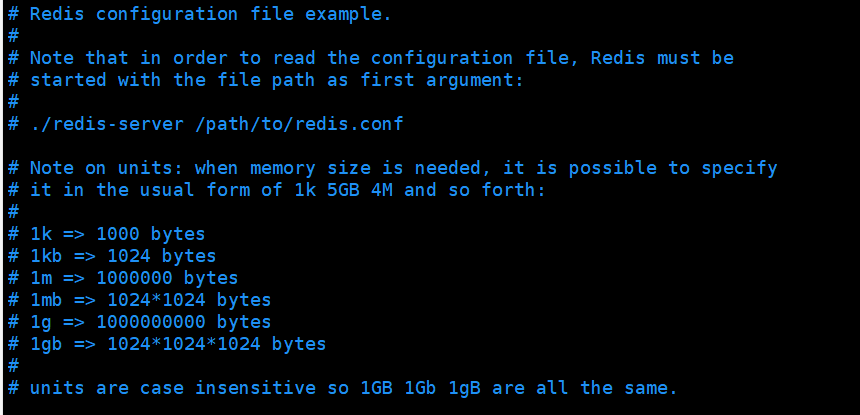 # Redis configuration file example.
#
# Note that in order to read the configuration file, Redis must be
# started with the file path as first argument:
#
# ./redis-server /path/to/redis.conf
# Note on units: when memory size is needed, it is possible to specify
# it in the usual form of 1k 5GB 4M and so forth:
#
# 1k => 1000 bytes
# 1kb => 1024 bytes
# 1m => 1000000 bytes
# 1mb => 1024*1024 bytes
# 1g => 1000000000 bytes
# 1gb => 1024*1024*1024 bytes
#
# units are case insensitive so 1GB 1Gb 1gB are all the same.